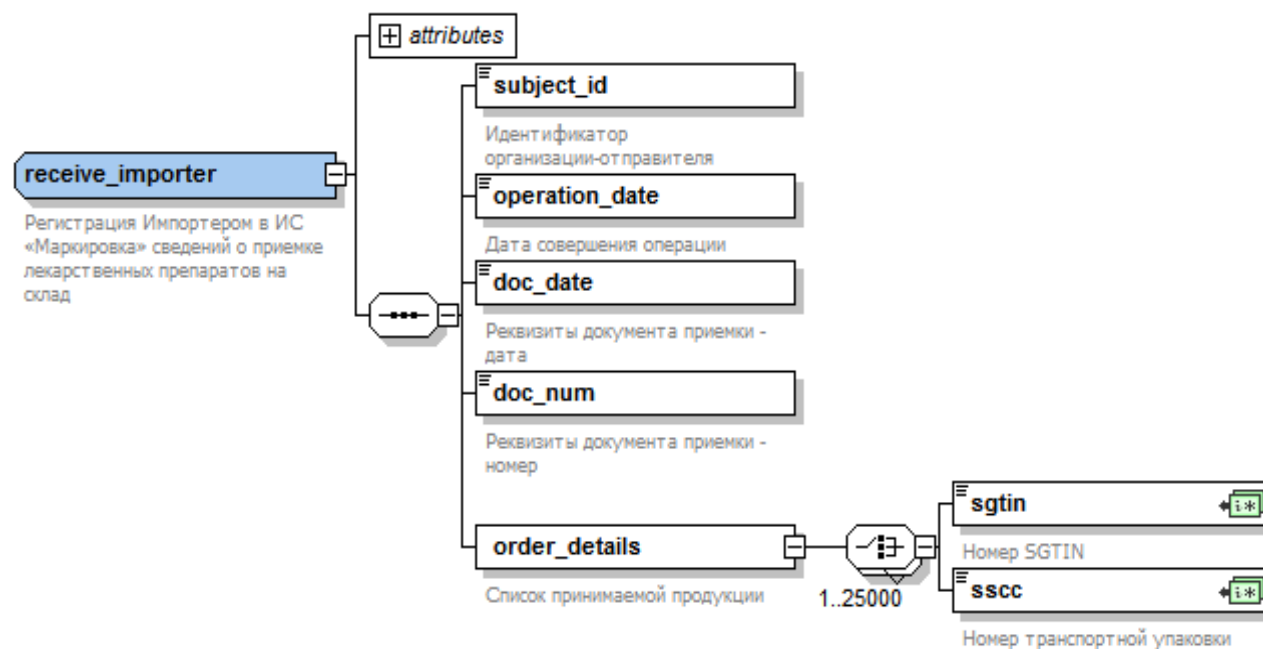 attributes
subject_id
Идентификатор
организации-отправителя
receive_importer
Регистрация Импортером в ИС
«Маркировка» сведений о приемке
лекарственных препаратов на
склад
operation_date
Дата совершения операции
doc_date
Реквизиты документа приемки -
дата
doc_num
Реквизиты документа приемки -
номер
order_details
Список принимаемой продукции
1..25000
sgtin
Номер SGTIN
sscc
Номер транспортной упаковки